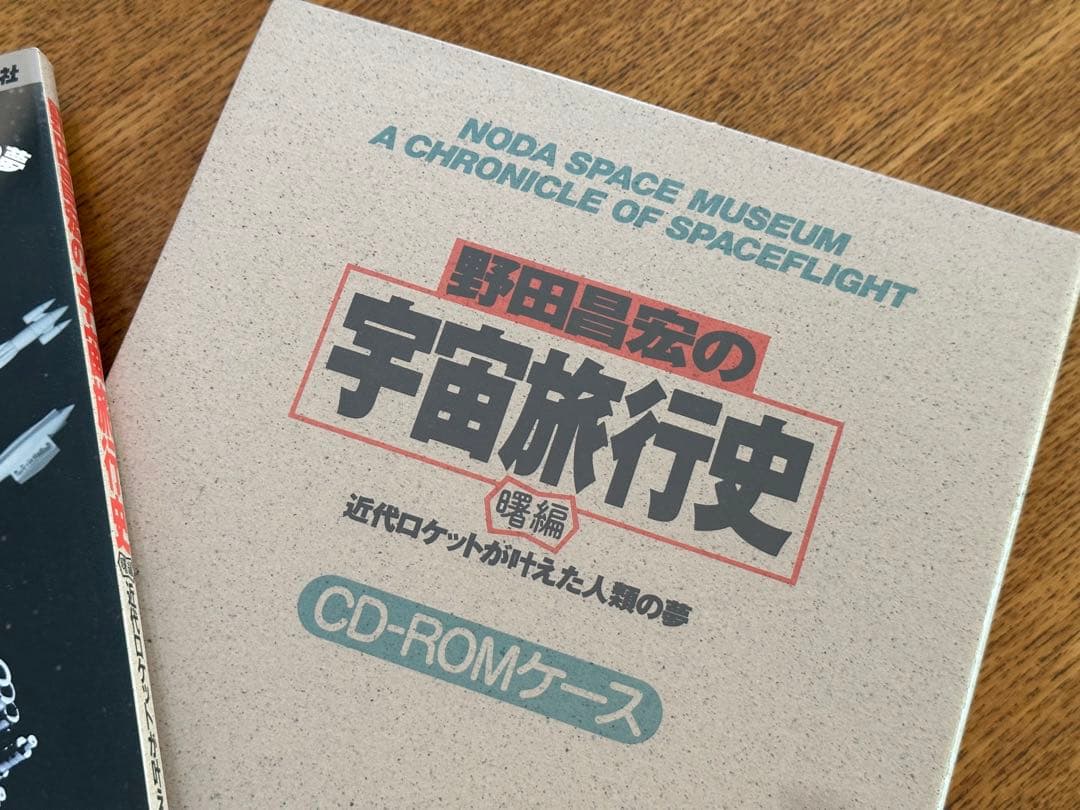 NODA SPACE MUSEUM
A CHRONICLE OF SPACEFLIGHT
野田昌宏の
宇宙旅行史
曙編
近代ロケットが叶えた人類の夢
CD-ROMケース
社
夢